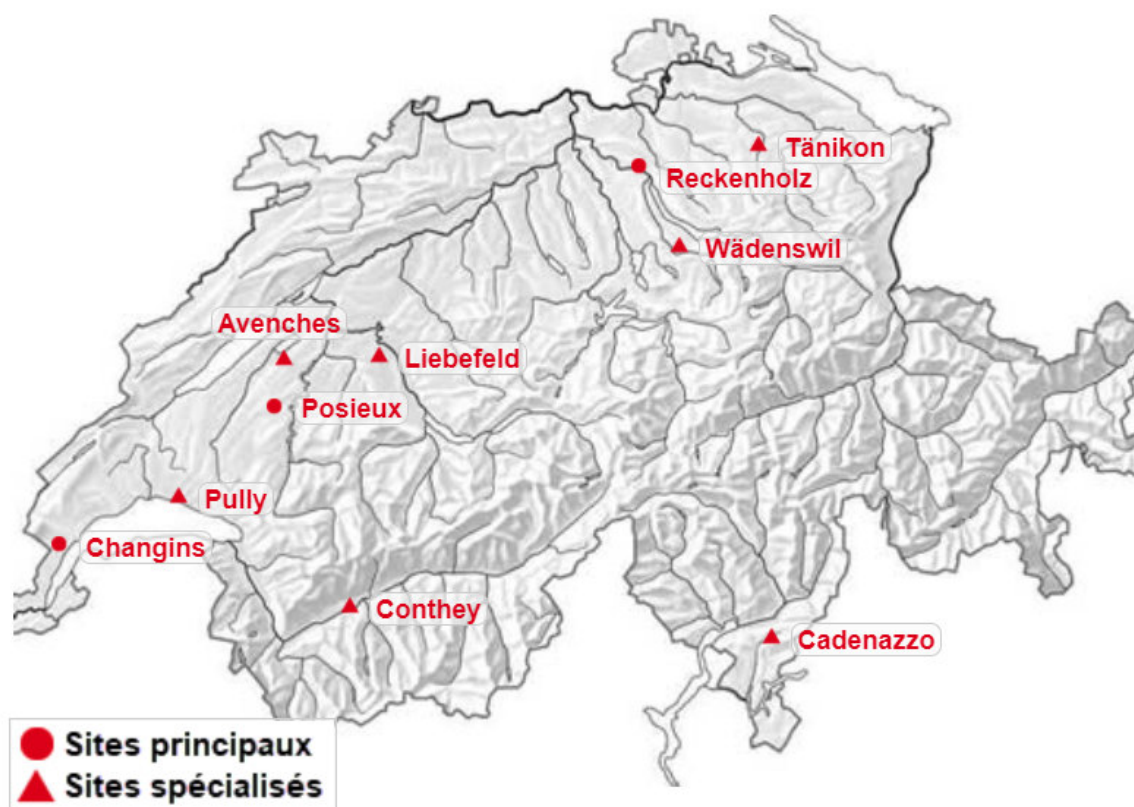 Tänikon
Reckenholz
Wädenswil
Avenches
Liebefeld
Posieux
Pully
Changins
Conthey
Cadenazzo
Sites principaux
Sites spécialisés